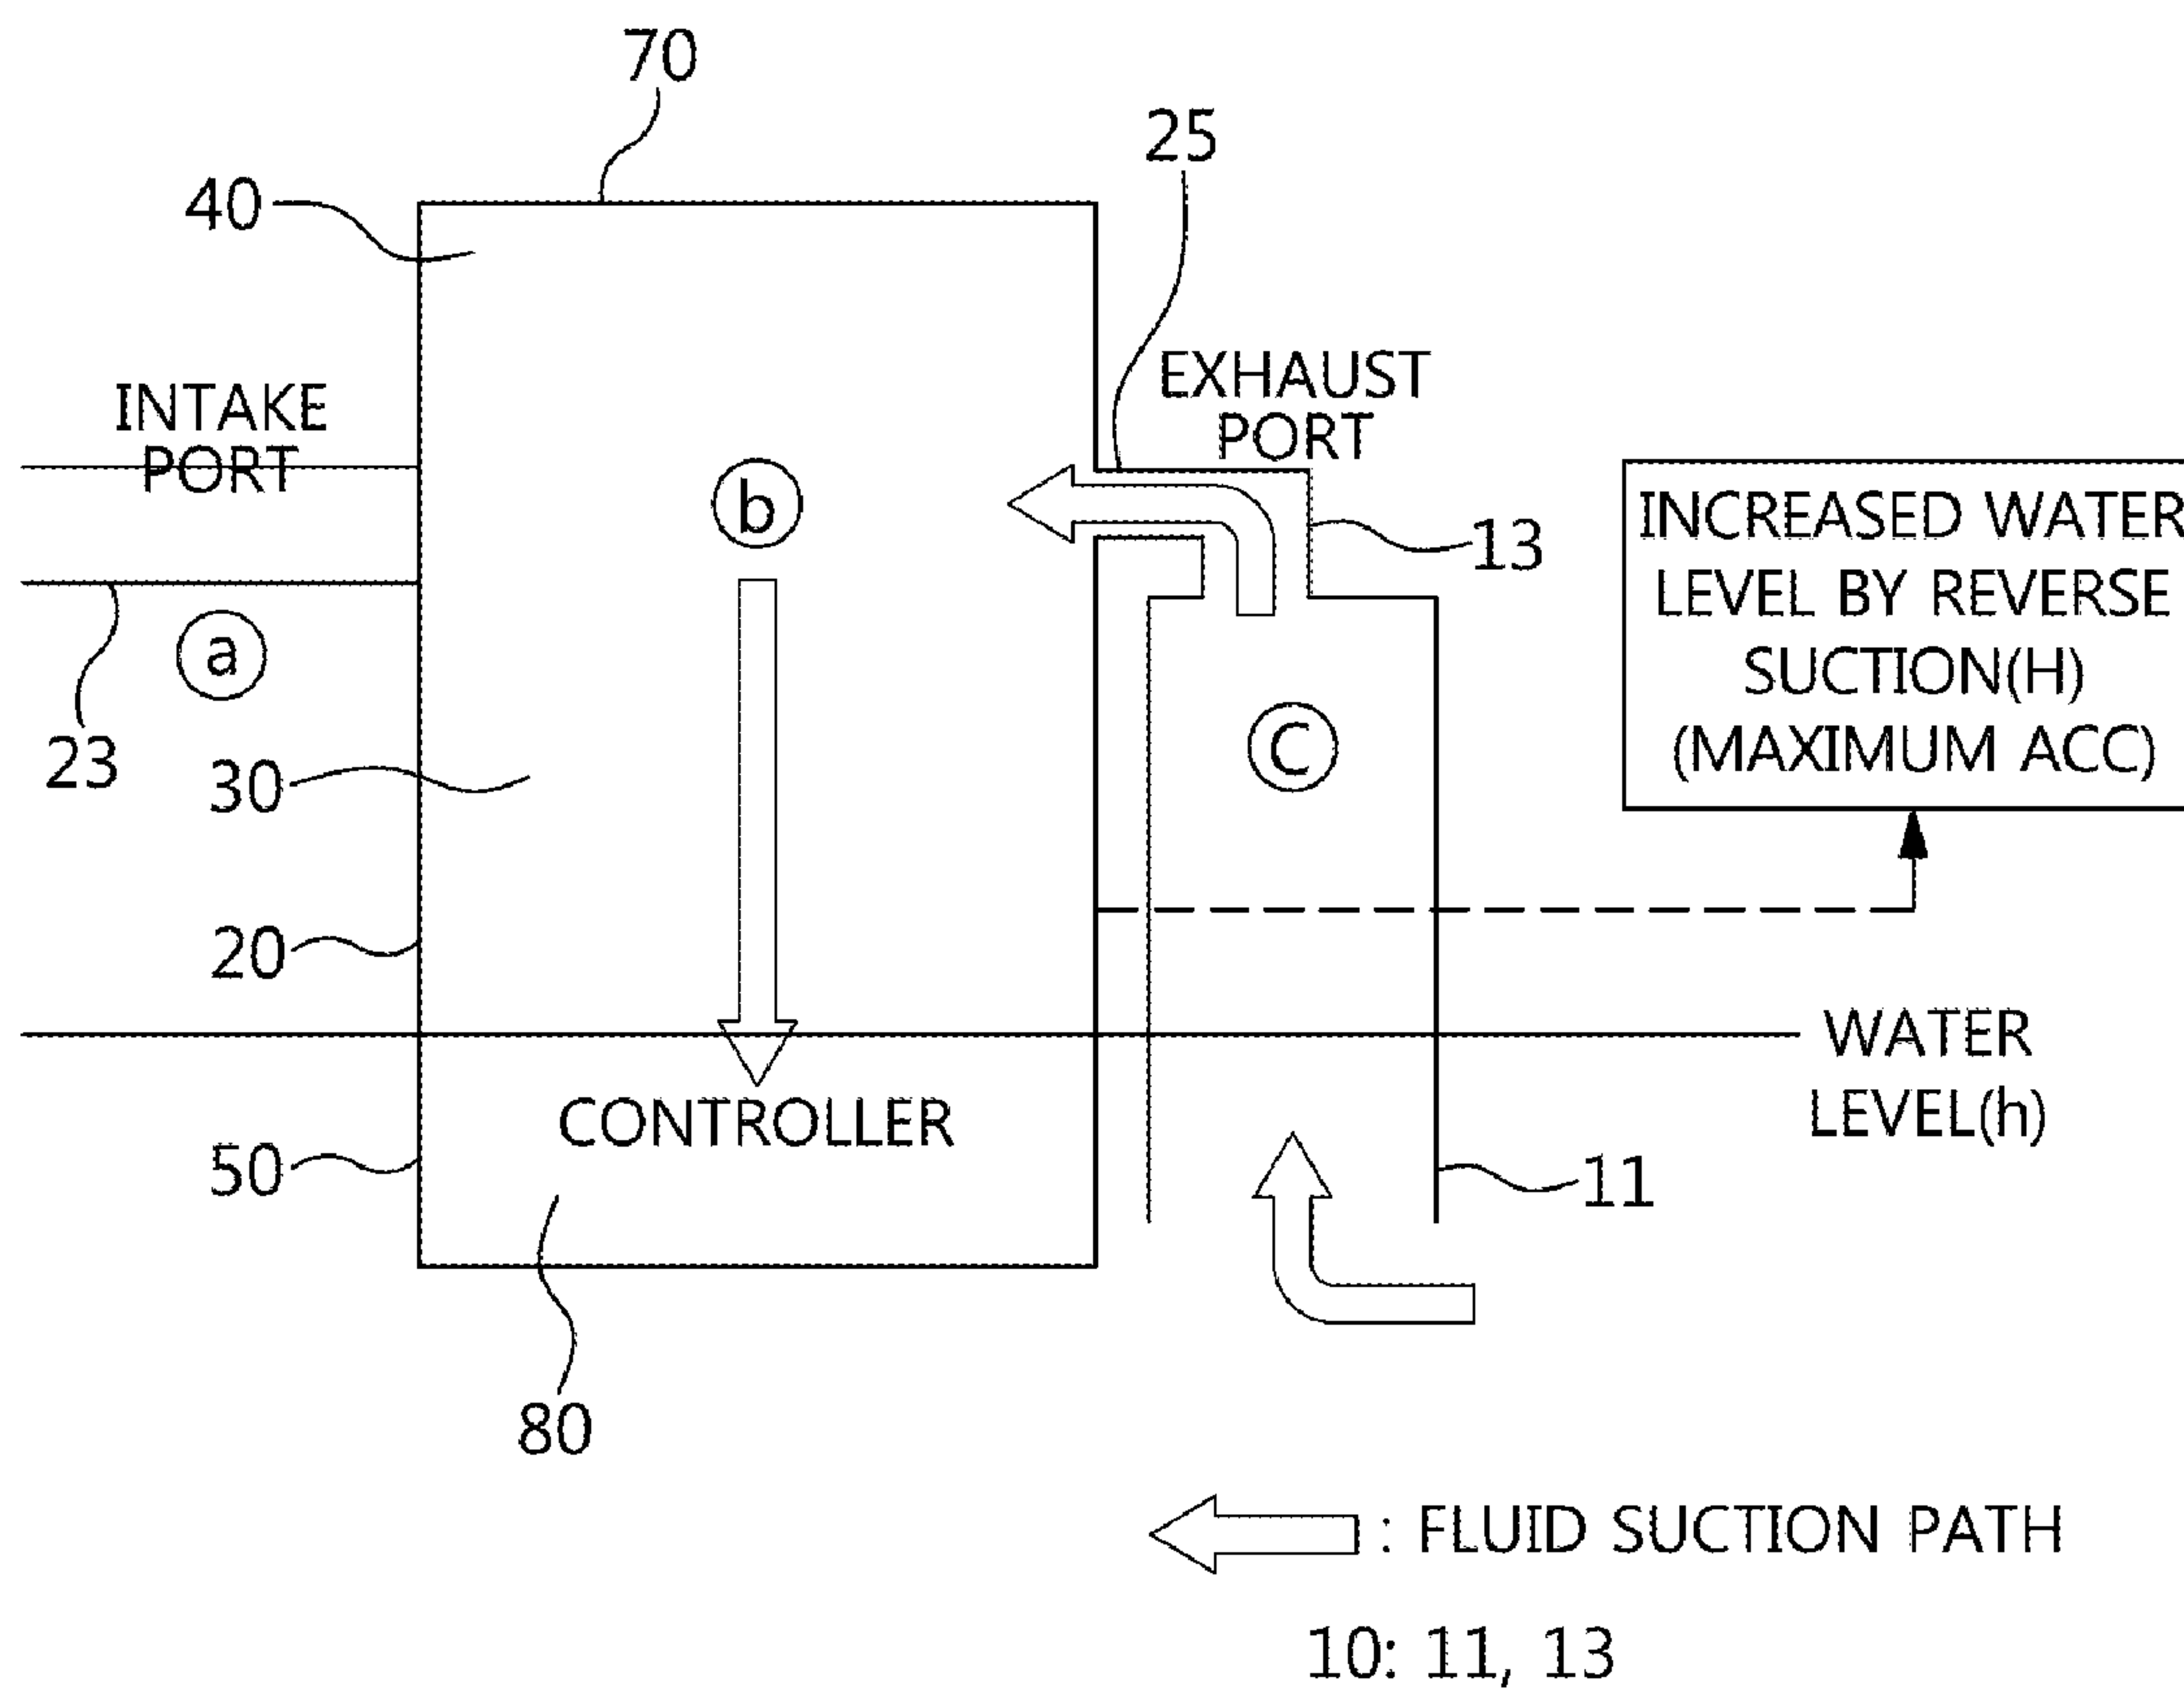 70
25
40
EXHAUST
PORT
INTAKE
PORT
b
13
INCREASED WATER
LEVEL BY REVERSE
SUCTION(H)
(MAXIMUM ACC)
a
C
23
30
20
WATER
LEVEL(h)
CONTROLLER
50
11
80
: FLUID SUCTION PATH
10: 11, 13